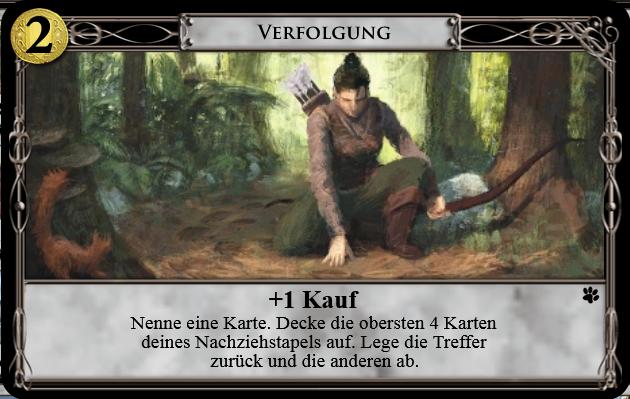 2
VERFOLGUNG
+1 Kauf
Nenne eine Karte. Decke die obersten 4 Karten
deines Nachziehstapels auf. Lege die Treffer
zurück und die anderen ab.